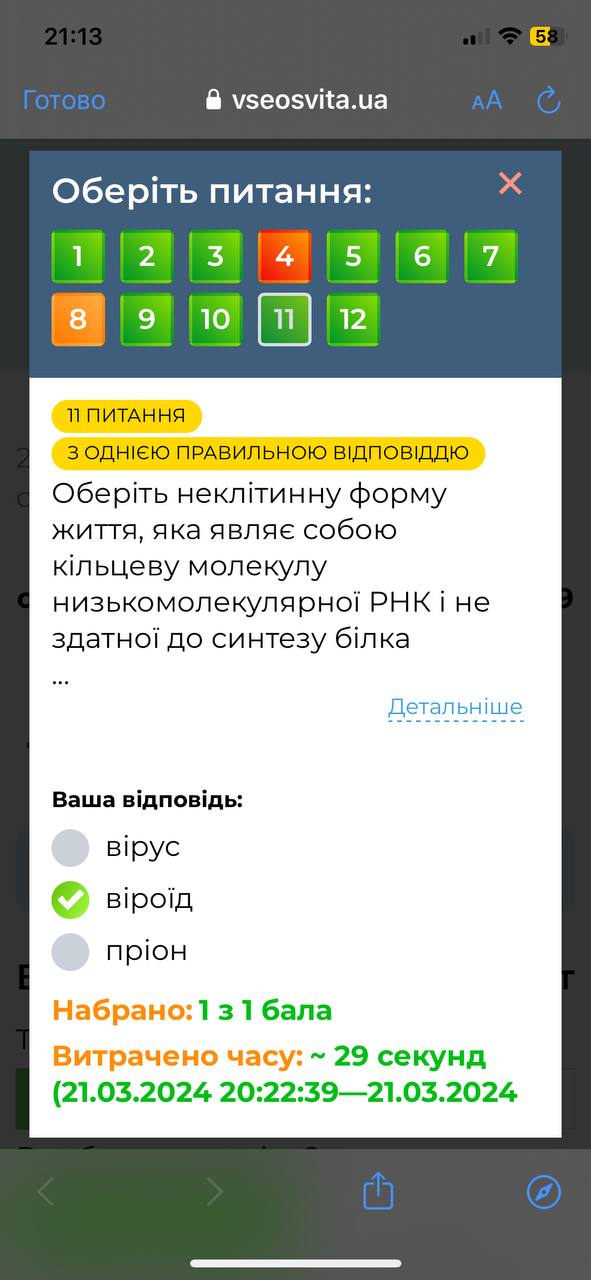 21:13
58
Готово
vseosvita.ua
AA
Оберіть питання:
1 2 3 4 5 6 7
8 9 10 11 12
11 ПИТАННЯ
З ОДНІЄЮ ПРАВИЛЬНОЮ ВІДПОВІДДЮ
Оберіть неклітинну форму
життя, яка являє собою
кільцеву молекулу
низькомолекулярної РНК і не
здатної до синтезу білка
...
Детальніше
Ваша відповідь:
вірус
віроїд
пріон
Набрано: 1 з 1 бала
Витрачено часу: ~ 29 секунд
(21.03.2024 20:22:39—21.03.2024